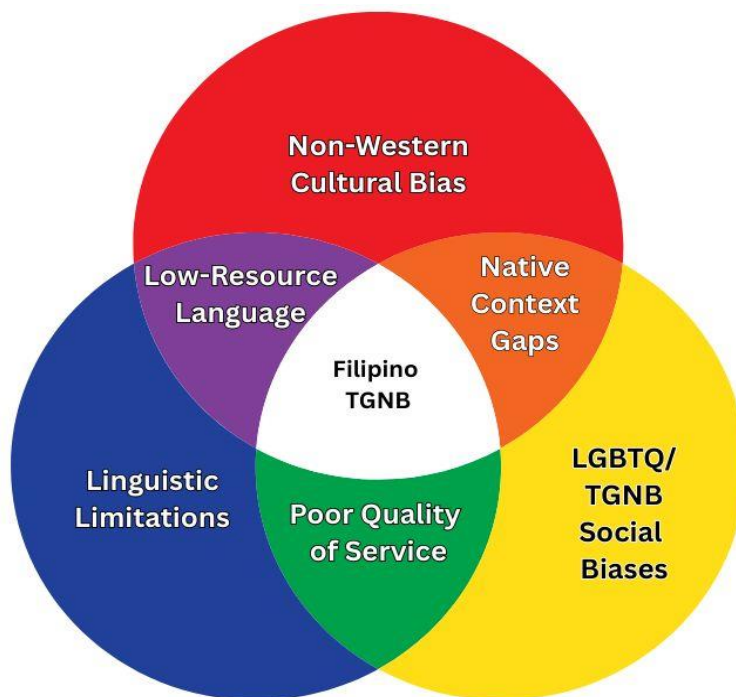 Non-Western
Cultural Bias
Low-Resource
Language
Native
Context
Gaps
Filipino
TGNB
Linguistic
Limitations
Poor Quality
of Service
LGBTQ/
TGNB
Social
Biases